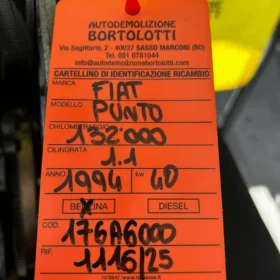 AUTODEMOLIZIONE
BORTOLOTTI
Via Sagittario, 2 - 40037 SASSO MARCONI (BO)
Tel. 051 6781044
info@autodemolizionebortolotti.com
CARTELLINO DI IDENTIFICAZIONE RICAMBIO
MARCA FIAT
MODELLO PUNTO
CHILOMETRAGGIO 132'000
CILINDRATA 1.1
ANNO 1994 kW 40
BENZINA DIESEL
COD. 176A6000
RIF. 1116/25